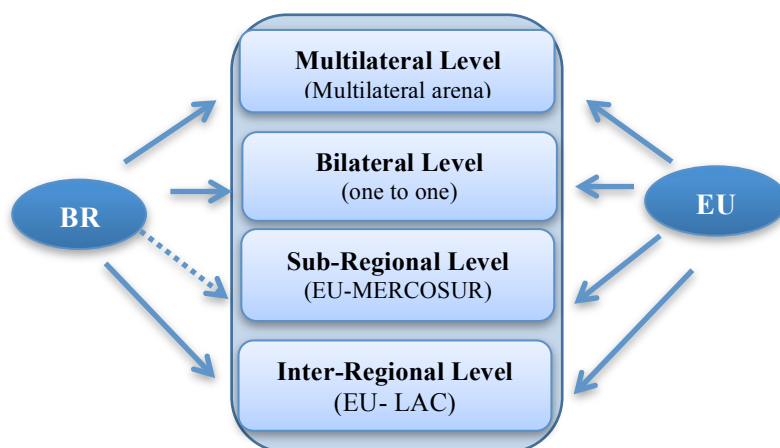 Multilateral Level
(Multilateral arena)
Bilateral Level
(one to one)
BR
EU
Sub-Regional Level
(EU-MERCOSUR)
Inter-Regional Level
(EU- LAC)